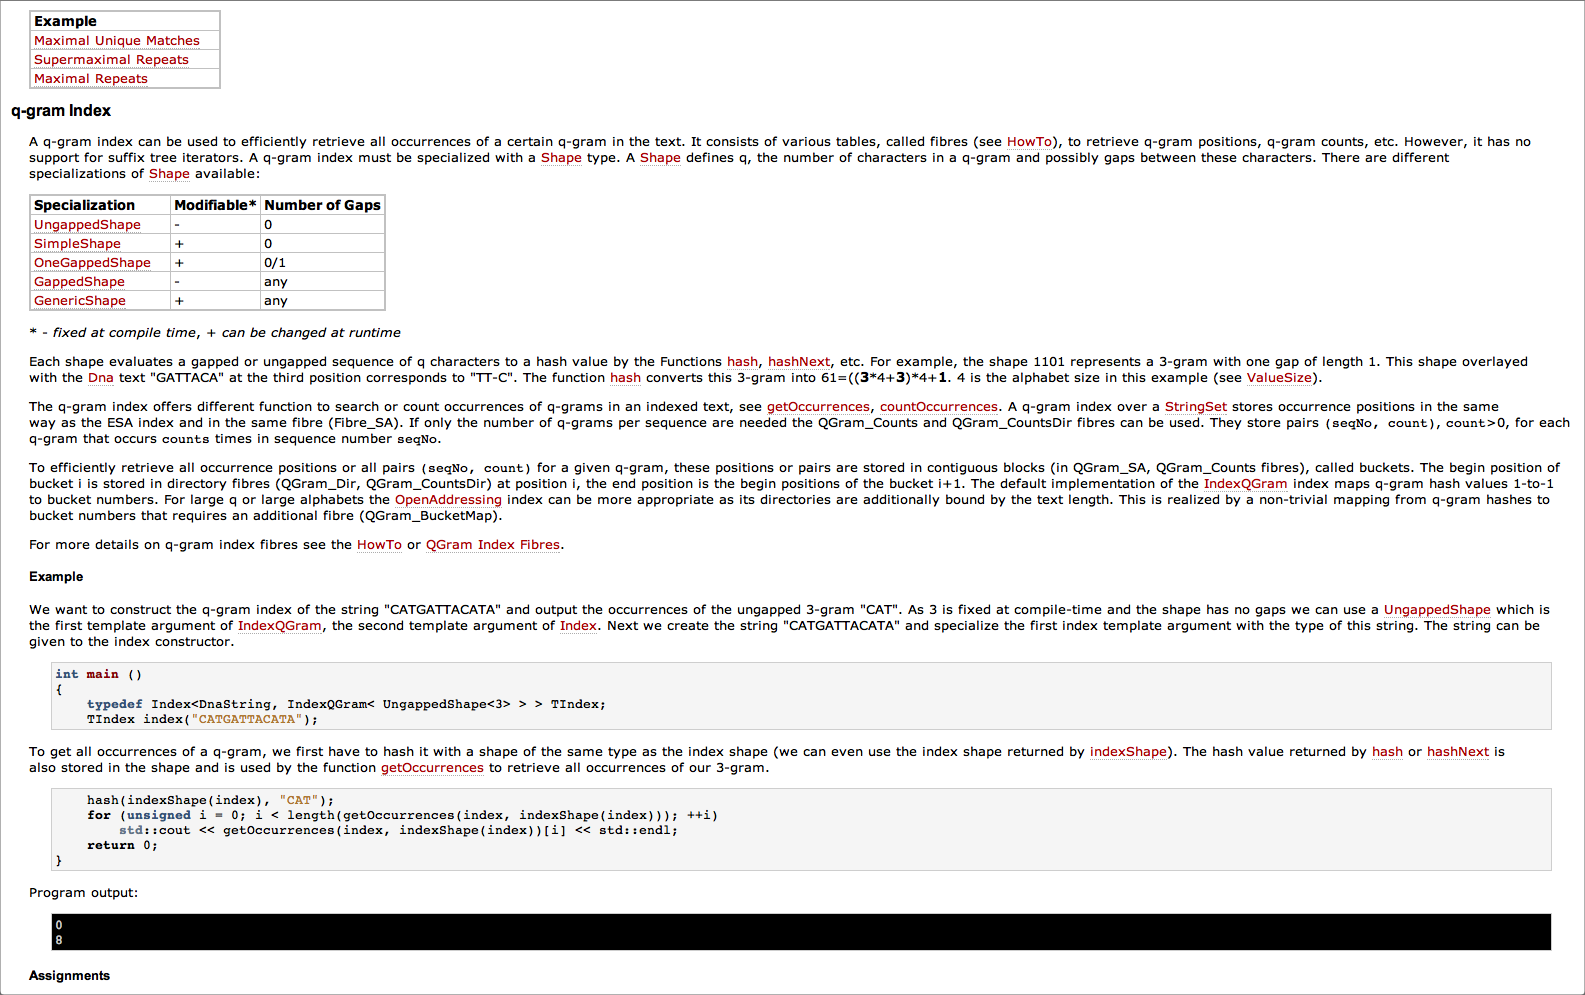 Example
Maximal Unique Matches
Supermaximal Repeats
Maximal Repeats
q-gram Index
A q-gram index can be used to efficiently retrieve all occurrences of a certain q-gram in the text. It consists of various tables, called fibres (see HowTo), to retrieve q-gram positions, q-gram counts, etc. However, it has no
support for suffix tree iterators. A q-gram index must be specialized with a Shape type. A Shape defines q, the number of characters in a q-gram and possibly gaps between these characters. There are different
specializations of Shape available:
Specialization Modifiable* Number of Gaps
UngappedShape - 0
SimpleShape + 0
OneGappedShape + 0/1
GappedShape - any
GenericShape + any
* - fixed at compile time, + can be changed at runtime
Each shape evaluates a gapped or ungapped sequence of q characters to a hash value by the Functions hash, hashNext, etc. For example, the shape 1101 represents a 3-gram with one gap of length 1. This shape overlayed
with the Dna text "GATTACA" at the third position corresponds to "TT-C". The function hash converts this 3-gram into 61=((3*4+3)*4+1. 4 is the alphabet size in this example (see ValueSize).
The q-gram index offers different function to search or count occurrences of q-grams in an indexed text, see getOccurrences, countOccurrences. A q-gram index over a StringSet stores occurrence positions in the same
way as the ESA index and in the same fibre (Fibre_SA). If only the number of q-grams per sequence are needed the QGram_Counts and QGram_CountsDir fibres can be used. They store pairs (seqNo, count), count>0, for each
q-gram that occurs counts times in sequence number seqNo.
To efficiently retrieve all occurrence positions or all pairs (seqNo, count) for a given q-gram, these positions or pairs are stored in contiguous blocks (in QGram_SA, QGram_Counts fibres), called buckets. The begin position of
bucket i is stored in directory fibres (QGram_Dir, QGram_CountsDir) at position i, the end position is the begin positions of the bucket i+1. The default implementation of the IndexQGram index maps q-gram hash values 1-to-1
to bucket numbers. For large q or large alphabets the OpenAddressing index can be more appropriate as its directories are additionally bound by the text length. This is realized by a non-trivial mapping from q-gram hashes to
bucket numbers that requires an additional fibre (QGram_BucketMap).
For more details on q-gram index fibres see the HowTo or QGram Index Fibres.
Example
We want to construct the q-gram index of the string "CATGATTACATA" and output the occurrences of the ungapped 3-gram "CAT". As 3 is fixed at compile-time and the shape has no gaps we can use a UngappedShape which is
the first template argument of IndexQGram, the second template argument of Index. Next we create the string "CATGATTACATA" and specialize the first index template argument with the type of this string. The string can be
given to the index constructor.
int main ()
{
typedef Index<DnaString, IndexQGram< UngappedShape<3> > > TIndex;
TIndex index("CATGATTACATA");
To get all occurrences of a q-gram, we first have to hash it with a shape of the same type as the index shape (we can even use the index shape returned by indexShape). The hash value returned by hash or hashNext is
also stored in the shape and is used by the function getOccurrences to retrieve all occurrences of our 3-gram.
hash(indexShape(index), "CAT");
for (unsigned i = 0; i < length(getOccurrences(index, indexShape(index))); ++i)
std::cout << getOccurrences(index, indexShape(index))[i] << std::endl;
return 0;
}
Program output:
0
8
Assignments